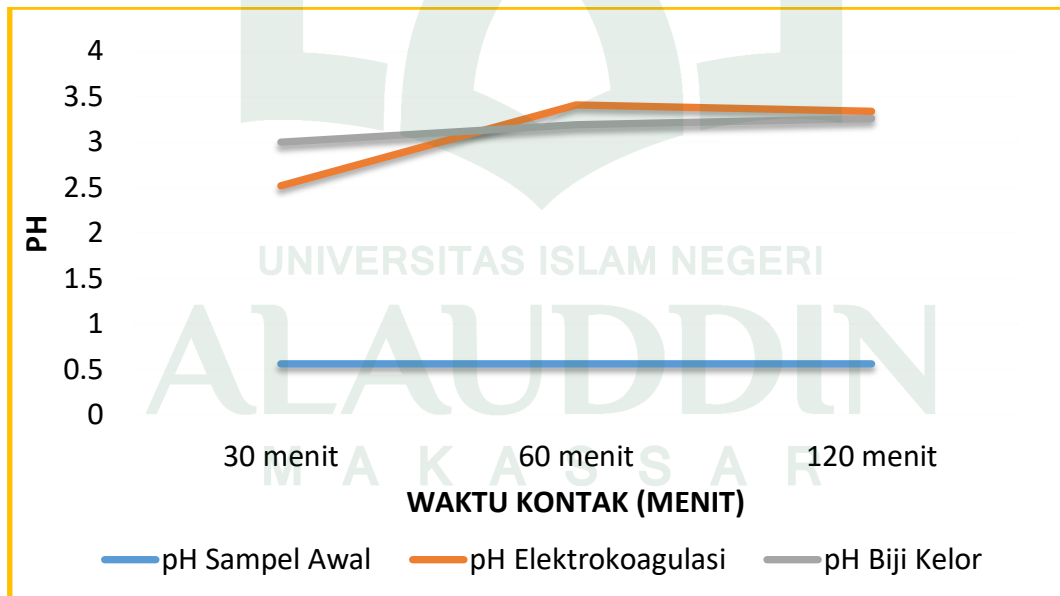 4
3.5
3
2.5
2
1.5
1
0.5
0
PH
UNIVERSITAS ISLAM NEGERI
ALAUDDIN
MAKASSAR
30 menit 60 menit 120 menit
WAKTU KONTAK (MENIT)
pH Sampel Awal pH Elektrokoagulasi pH Biji Kelor